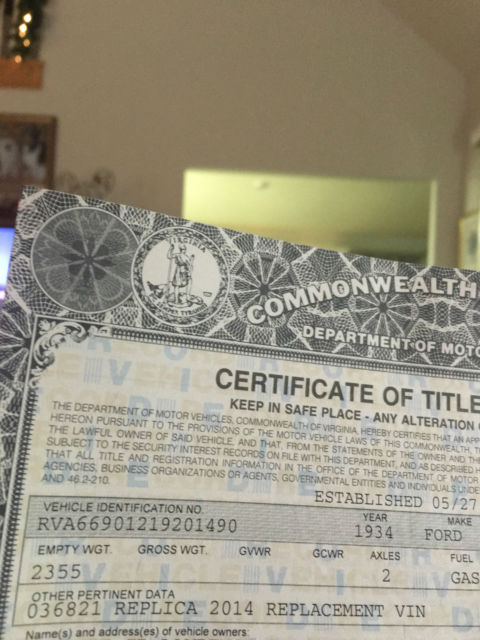 VIRGINIA
COMMONWEALTH
DEPARTMENT OF MOTO
CERTIFICATE OF TITLE
KEEP IN SAFE PLACE - ANY ALTERATION
THE DEPARTMENT OF MOTOR VEHICLES, COMMONWEALTH OF VIRGINIA, HEREBY CERTIFIES THAT AN APP
HEREON PURSUANT TO THE PROVISIONS OF THE MOTOR VEHICLE LAWS OF THIS COMMONWEALTH, T
THE LAWFUL OWNER OF SAID VEHICLE, AND THAT, FROM THE STATEMENTS OF THE OWNER AND T
SUBJECT TO THE SECURITY INTEREST RECORDS ON FILE WITH THIS DEPARTMENT, AND AS DESCRIBED H
THAT ALL TITLE AND REGISTRATION INFORMATION IN THE OFFICE OF THE DEPARTMENT OF MOTOR
AGENCIES, BUSINESS ORGANIZATIONS OR AGENTS, GOVERNMENTAL ENTITIES AND INDIVIDUALS UNDE
AND 46.2-210.
ESTABLISHED 05/27
VEHICLE IDENTIFICATION NO. YEAR MAKE
RVA66901219201490 1934 FORD
EMPTY WGT. GROSS WGT. GVWR GCWR AXLES FUEL
2355 2 GAS
OTHER PERTINENT DATA
036821 REPLICA 2014 REPLACEMENT VIN
Name(s) and address(es) of vehicle owners: